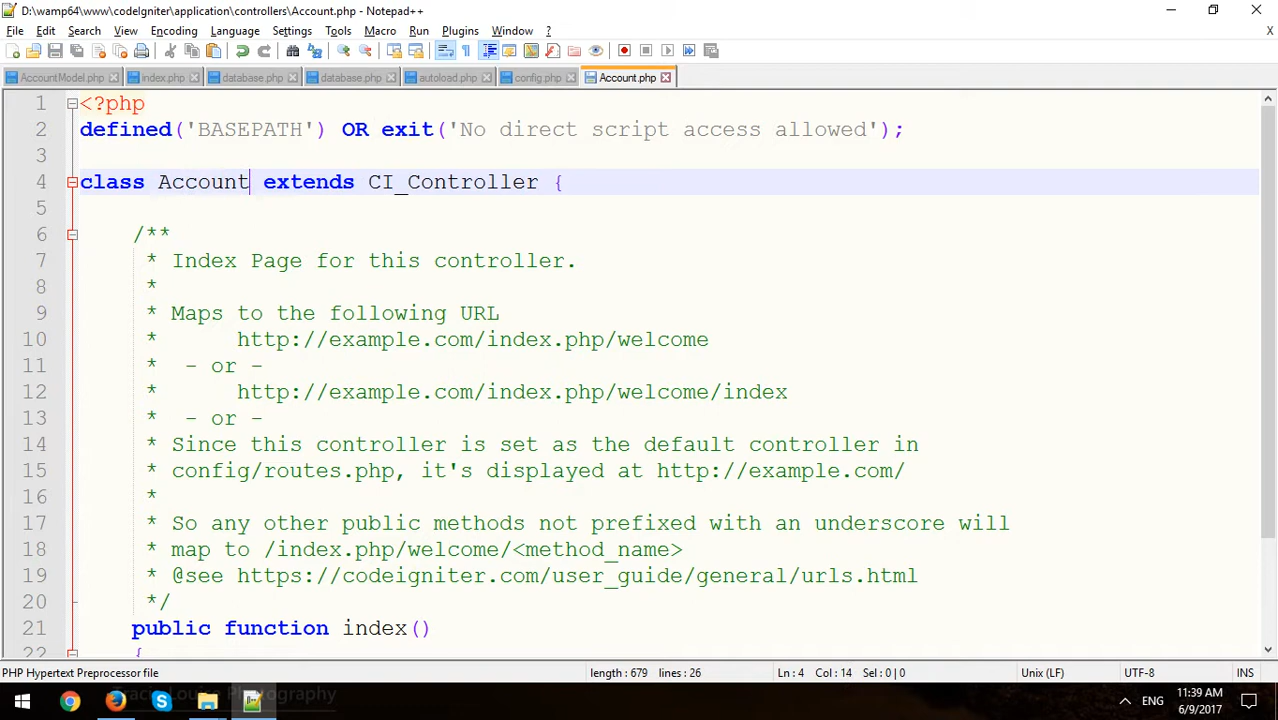 D:\wamp64\www\codeIgniter\application\controllers\Account.php - Notepad++
File Edit Search View Encoding Language Settings Tools Macro Run Plugins Window ? X
AccountModel.php index.php database.php database.php autoload.php config.php Account.php
1 <?php
2 defined('BASEPATH') OR exit('No direct script access allowed');
3
4 class Account extends CI_Controller {
5
6 /**
7 * Index Page for this controller.
8 *
9 * Maps to the following URL
10 * http://example.com/index.php/welcome
11 * - or -
12 * http://example.com/index.php/welcome/index
13 * - or -
14 * Since this controller is set as the default controller in
15 * config/routes.php, it's displayed at http://example.com/
16 *
17 * So any other public methods not prefixed with an underscore will
18 * map to /index.php/welcome/<method_name>
19 * @see https://codeigniter.com/user_guide/general/urls.html
20 */
21 public function index()
22 {
PHP Hypertext Preprocessor file length : 679 lines : 26 Ln : 4 Col : 14 Sel : 0 | 0 Unix (LF) UTF-8 INS
Photography
ENG
11:39 AM
6/9/2017